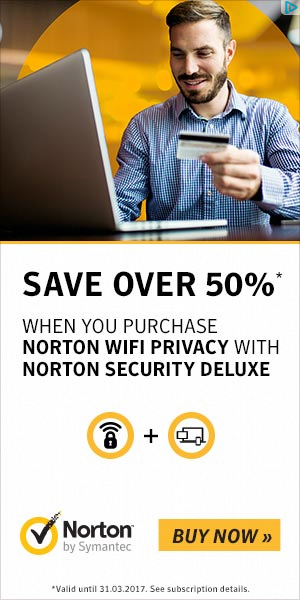 SAVE OVER 50%*
WHEN YOU PURCHASE
NORTON WIFI PRIVACY WITH
NORTON SECURITY DELUXE
+
Norton™
by Symantec
BUY NOW »
*Valid until 31.03.2017. See subscription details.